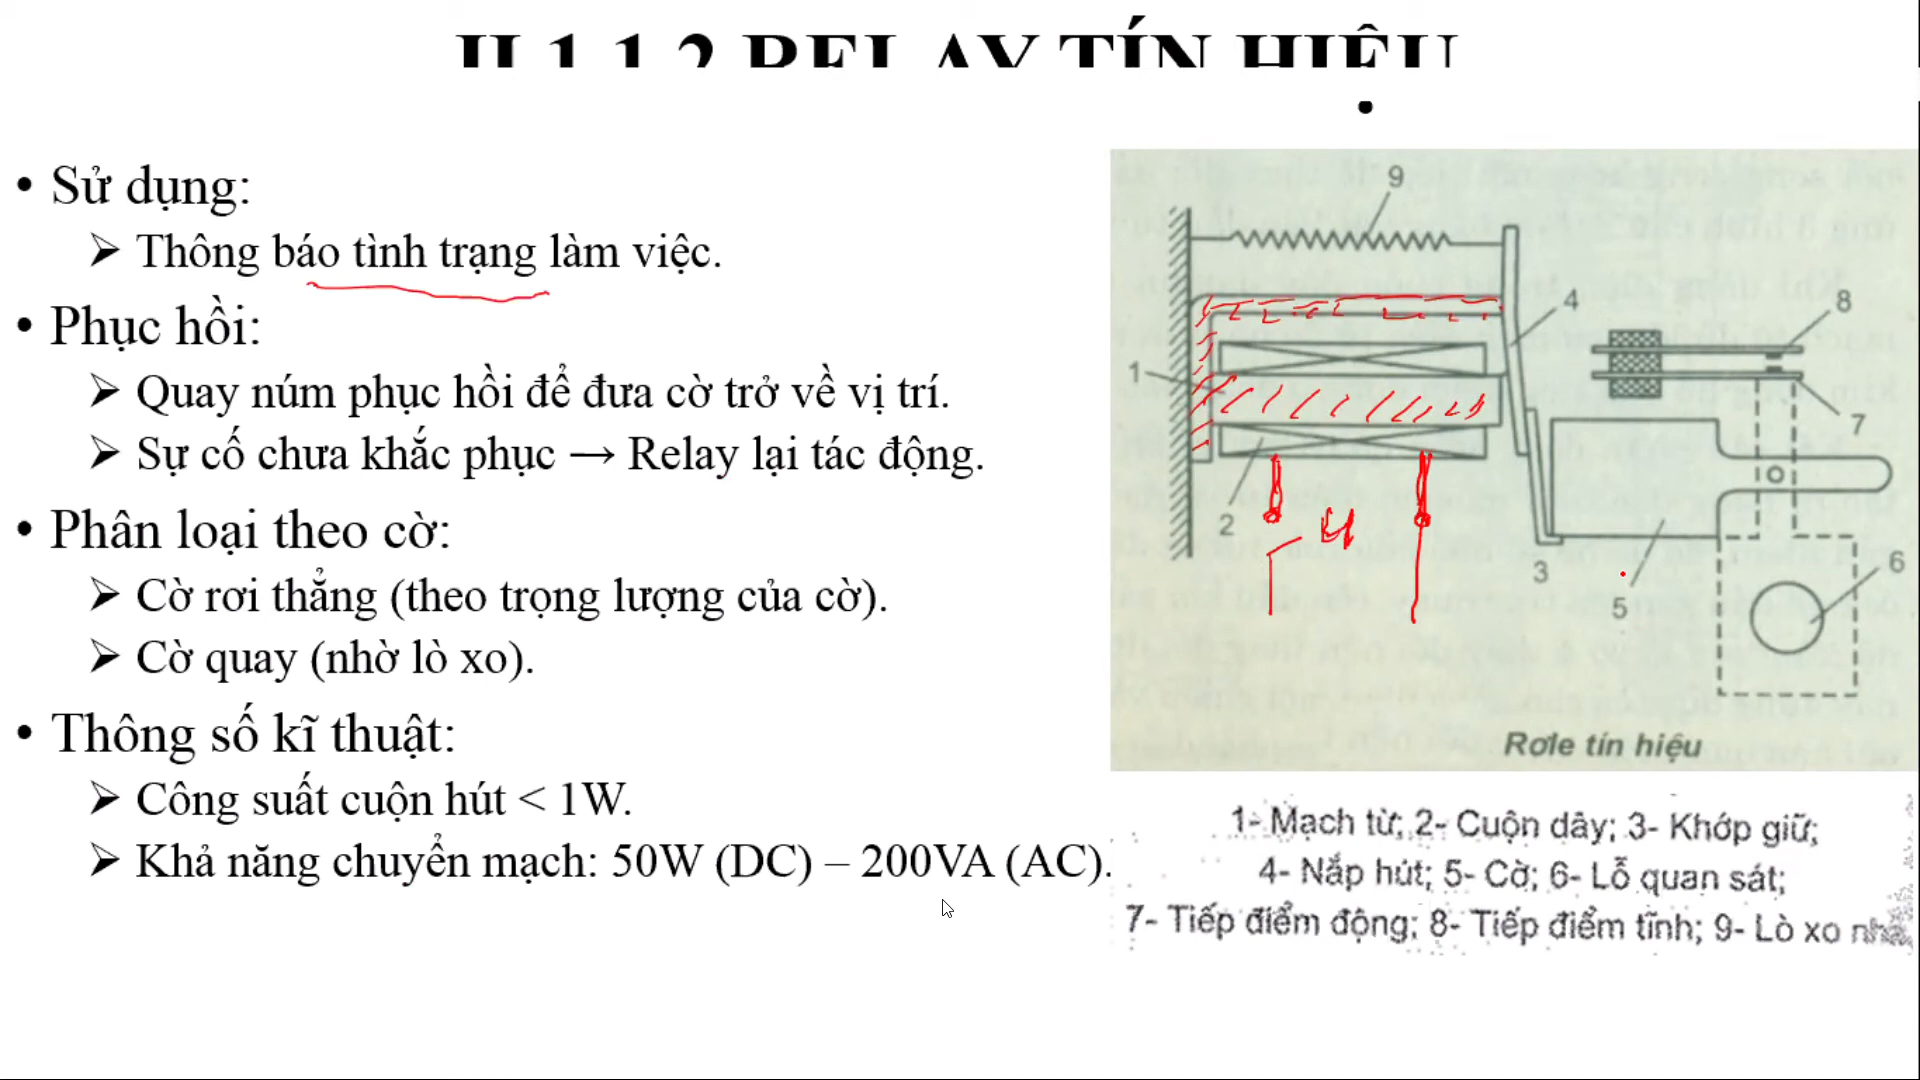 II.1.1.2 RELAY TÍN HIỆU
• Sử dụng:
➢ Thông báo tình trạng làm việc.
• Phục hồi:
➢ Quay núm phục hồi để đưa cờ trở về vị trí.
➢ Sự cố chưa khắc phục → Relay lại tác động.
• Phân loại theo cờ:
➢ Cờ rơi thẳng (theo trọng lượng của cờ).
➢ Cờ quay (nhờ lò xo).
• Thông số kĩ thuật:
➢ Công suất cuộn hút < 1W.
➢ Khả năng chuyển mạch: 50W (DC) – 200VA (AC).
9
4
8
1
7
2
3
5
6
Rơle tín hiệu
1- Mạch từ; 2- Cuộn dây; 3- Khớp giữ;
4- Nắp hút; 5- Cờ; 6- Lỗ quan sát;
7- Tiếp điểm động; 8- Tiếp điểm tĩnh; 9- Lò xo nhả